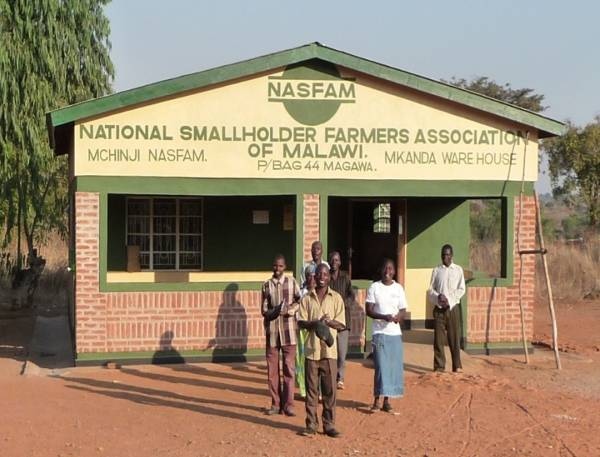 NASFAM
NATIONAL SMALLHOLDER FARMERS ASSOCIATION
OF MALAWI.
MCHINJI NASFAM. MKANDA WARE HOUSE
P/BAG 44 MAGAWA.